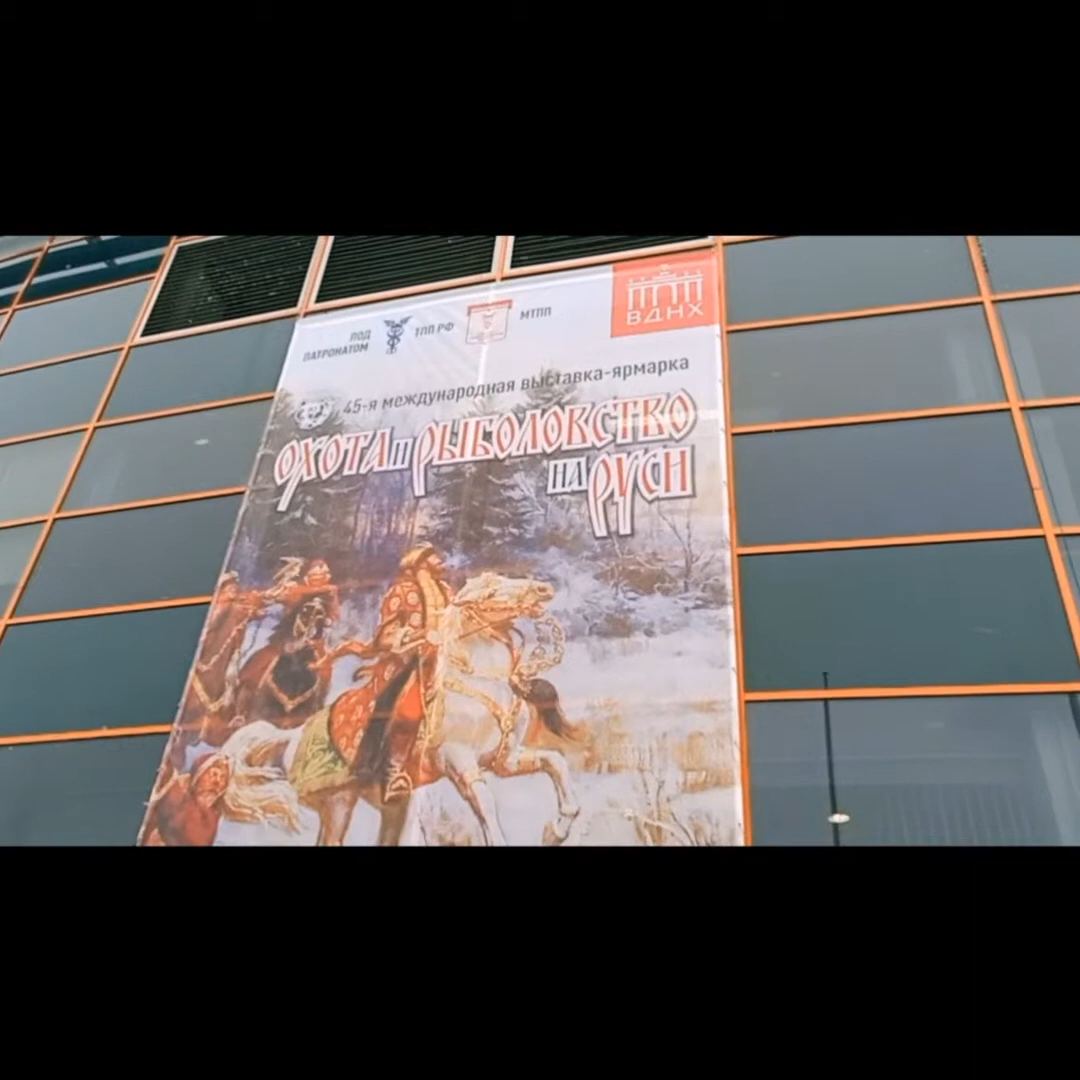 ПОД
ПАТРОНАТОМ
ТПП РФ
МТПП
ВДНХ
45-я международная выставка-ярмарка
ОХОТА И РЫБОЛОВСТВО
НА РУСИ